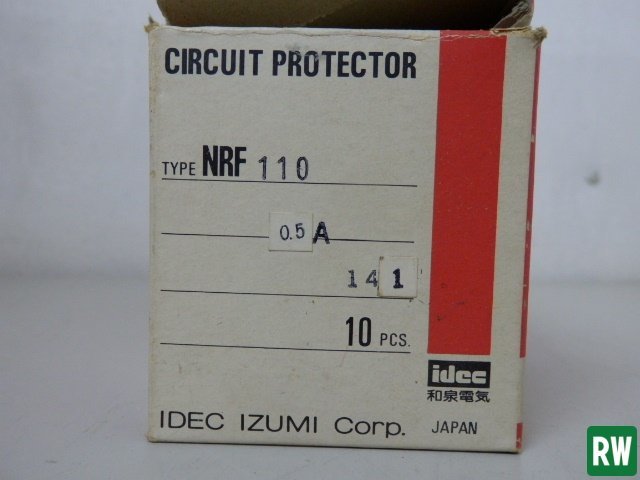 CIRCUIT PROTECTOR
TYPE NRF 110
0.5 A
14 1
10 PCS.
idec
和泉電気
IDEC IZUMI Corp. JAPAN
RW